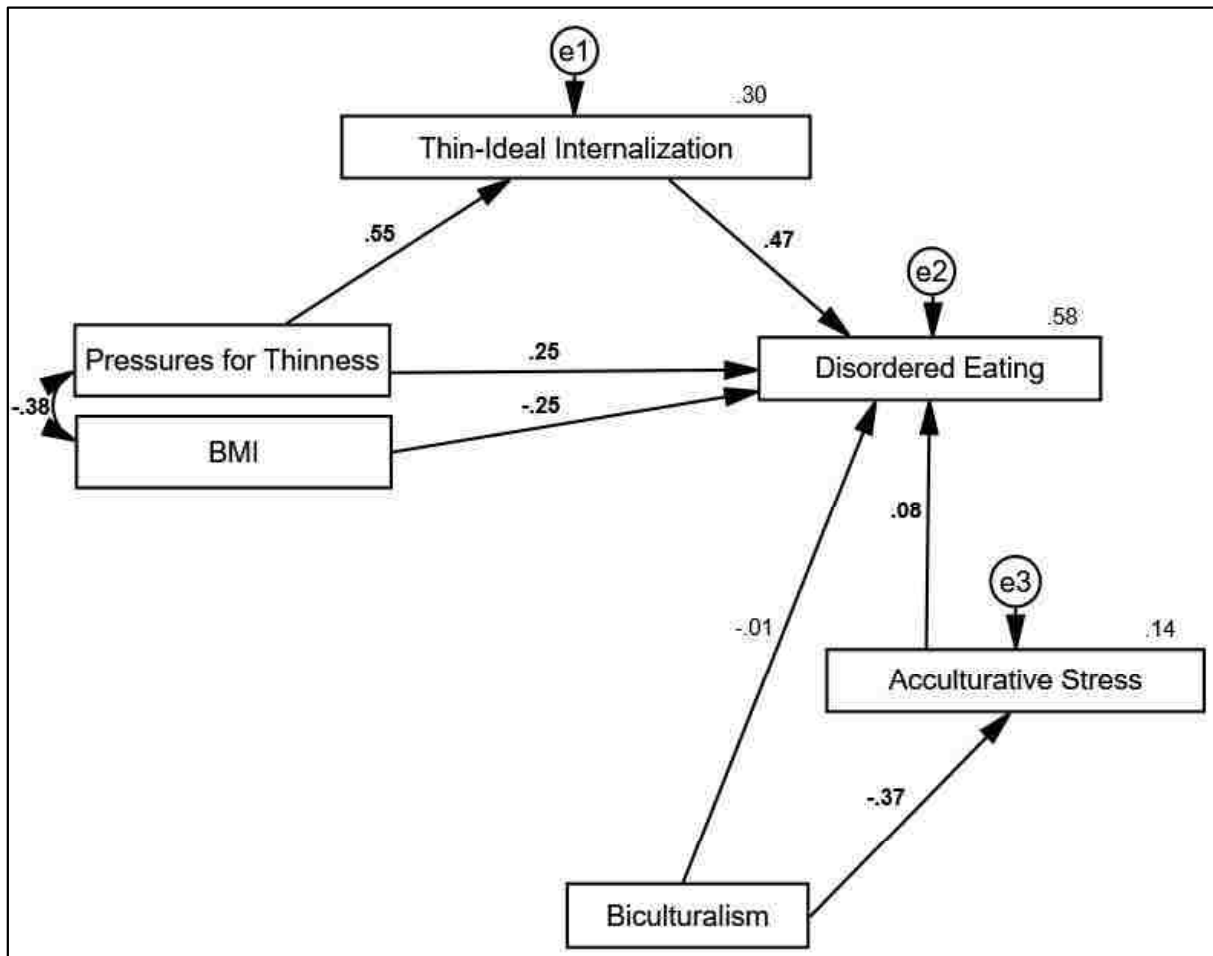 e1
.30
Thin-Ideal Internalization
.55
.47
e2
.58
Pressures for Thinness
.25
Disordered Eating
-.38
-.25
BMI
.08
e3
-.01
.14
Acculturative Stress
-.37
Biculturalism